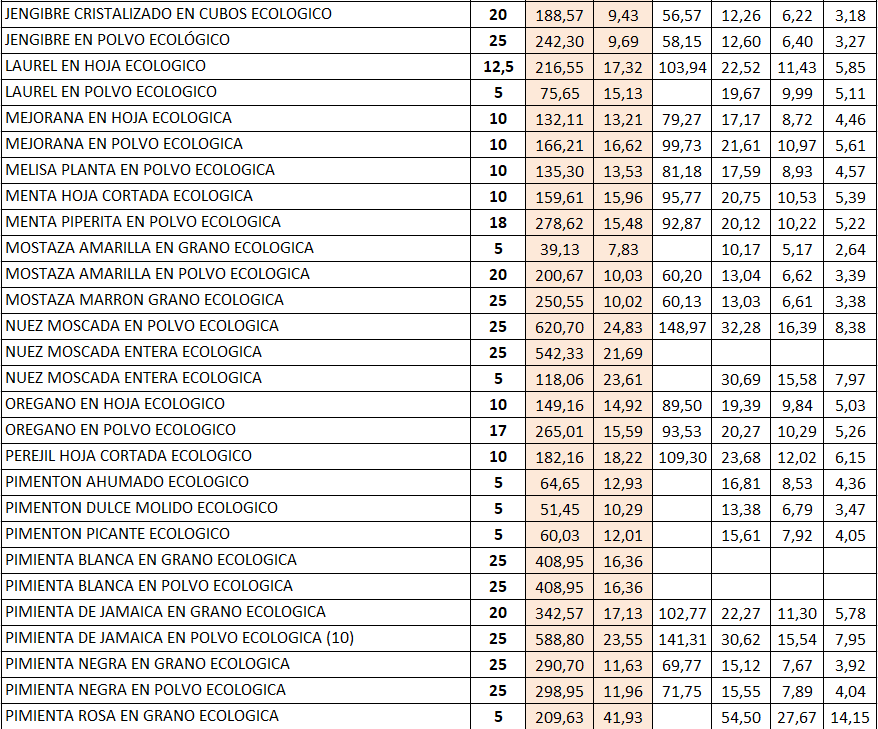 JENGIBRE CRISTALIZADO EN CUBOS ECOLOGICO 20 188,57 9,43 56,57 12,26 6,22 3,18
JENGIBRE EN POLVO ECOLÓGICO 25 242,30 9,69 58,15 12,60 6,40 3,27
LAUREL EN HOJA ECOLOGICO 12,5 216,55 17,32 103,94 22,52 11,43 5,85
LAUREL EN POLVO ECOLOGICO 5 75,65 15,13 19,67 9,99 5,11
MEJORANA EN HOJA ECOLOGICA 10 132,11 13,21 79,27 17,17 8,72 4,46
MEJORANA EN POLVO ECOLOGICA 10 166,21 16,62 99,73 21,61 10,97 5,61
MELISA PLANTA EN POLVO ECOLOGICA 10 135,30 13,53 81,18 17,59 8,93 4,57
MENTA HOJA CORTADA ECOLOGICA 10 159,61 15,96 95,77 20,75 10,53 5,39
MENTA PIPERITA EN POLVO ECOLOGICA 18 278,62 15,48 92,87 20,12 10,22 5,22
MOSTAZA AMARILLA EN GRANO ECOLOGICA 5 39,13 7,83 10,17 5,17 2,64
MOSTAZA AMARILLA EN POLVO ECOLOGICA 20 200,67 10,03 60,20 13,04 6,62 3,39
MOSTAZA MARRON GRANO ECOLOGICA 25 250,55 10,02 60,13 13,03 6,61 3,38
NUEZ MOSCADA EN POLVO ECOLOGICA 25 620,70 24,83 148,97 32,28 16,39 8,38
NUEZ MOSCADA ENTERA ECOLOGICA 25 542,33 21,69
NUEZ MOSCADA ENTERA ECOLOGICA 5 118,06 23,61 30,69 15,58 7,97
OREGANO EN HOJA ECOLOGICO 10 149,16 14,92 89,50 19,39 9,84 5,03
OREGANO EN POLVO ECOLOGICO 17 265,01 15,59 93,53 20,27 10,29 5,26
PEREJIL HOJA CORTADA ECOLOGICO 10 182,16 18,22 109,30 23,68 12,02 6,15
PIMENTON AHUMADO ECOLOGICO 5 64,65 12,93 16,81 8,53 4,36
PIMENTON DULCE MOLIDO ECOLOGICO 5 51,45 10,29 13,38 6,79 3,47
PIMENTON PICANTE ECOLOGICO 5 60,03 12,01 15,61 7,92 4,05
PIMIENTA BLANCA EN GRANO ECOLOGICA 25 408,95 16,36
PIMIENTA BLANCA EN POLVO ECOLOGICA 25 408,95 16,36
PIMIENTA DE JAMAICA EN GRANO ECOLOGICA 20 342,57 17,13 102,77 22,27 11,30 5,78
PIMIENTA DE JAMAICA EN POLVO ECOLOGICA (10) 25 588,80 23,55 141,31 30,62 15,54 7,95
PIMIENTA NEGRA EN GRANO ECOLOGICA 25 290,70 11,63 69,77 15,12 7,67 3,92
PIMIENTA NEGRA EN POLVO ECOLOGICA 25 298,95 11,96 71,75 15,55 7,89 4,04
PIMIENTA ROSA EN GRANO ECOLOGICA 5 209,63 41,93 54,50 27,67 14,15